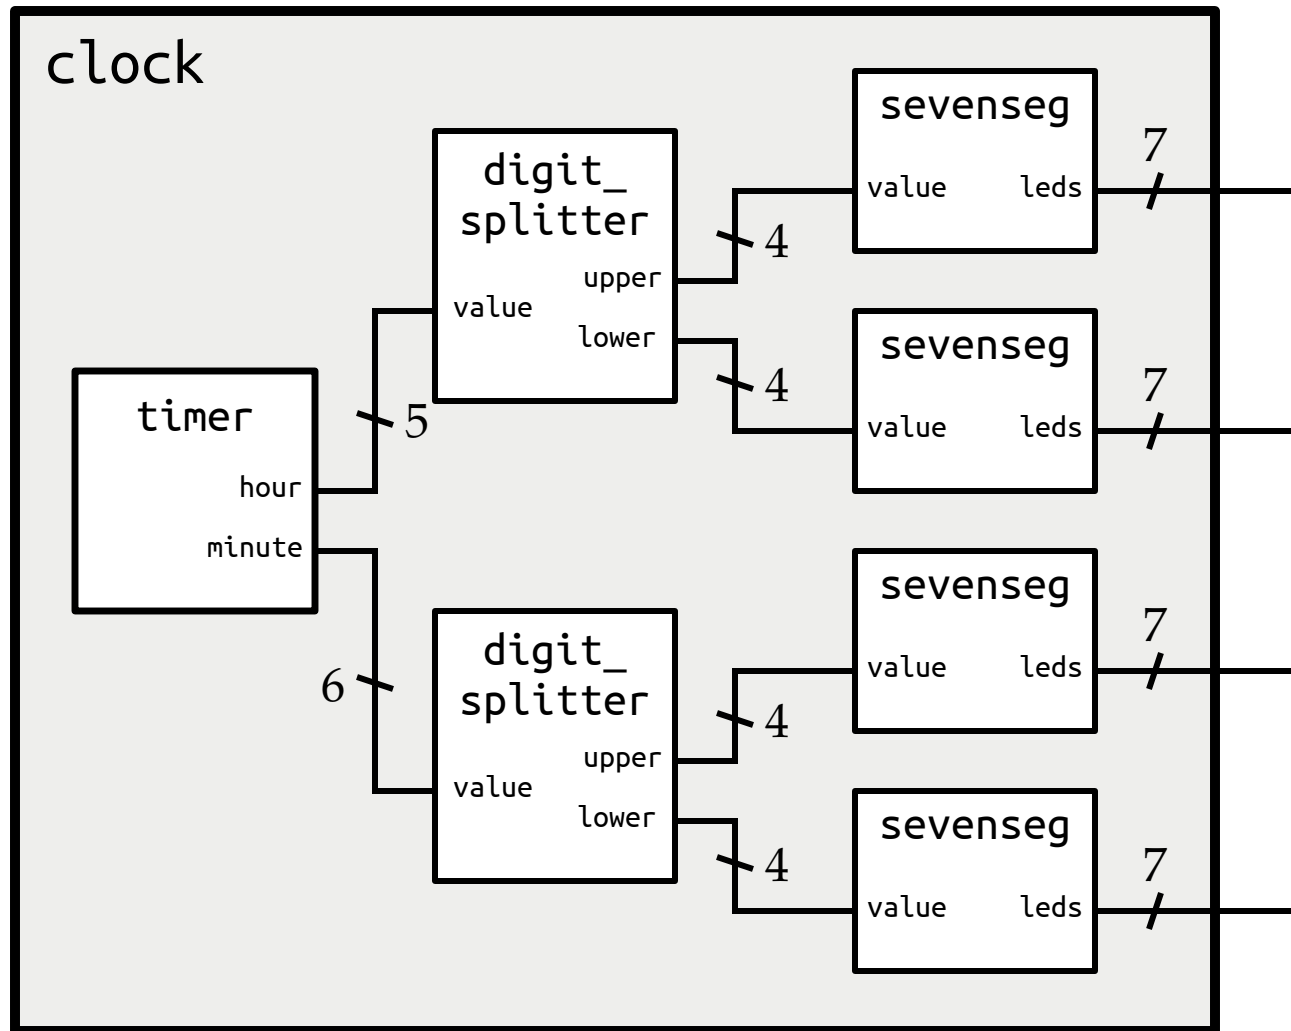 clock
timer
hour
minute
5
6
digit_
splitter
value
upper
lower
4
4
digit_
splitter
value
upper
lower
4
4
sevenseg
value leds
7
sevenseg
value leds
7
sevenseg
value leds
7
sevenseg
value leds
7